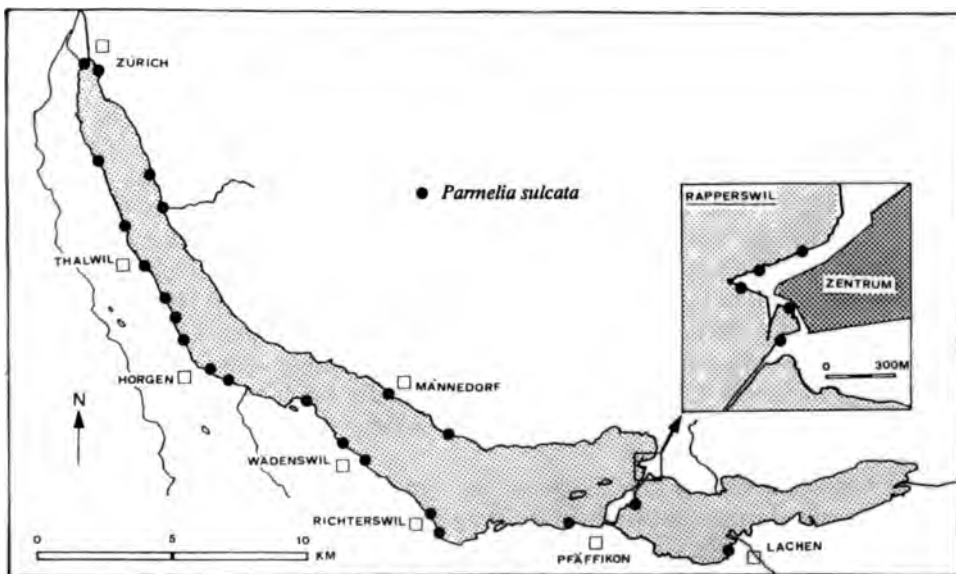 ZÜRICH
Parmelia sulcata
RAPPERSWIL
ZENTRUM
0 300M
THALWIL
HORGEN
MÄNNEDORF
N
WÄDENSWIL
RICHTERSWIL
PFÄFFIKON
LACHEN
0 5 10
KM